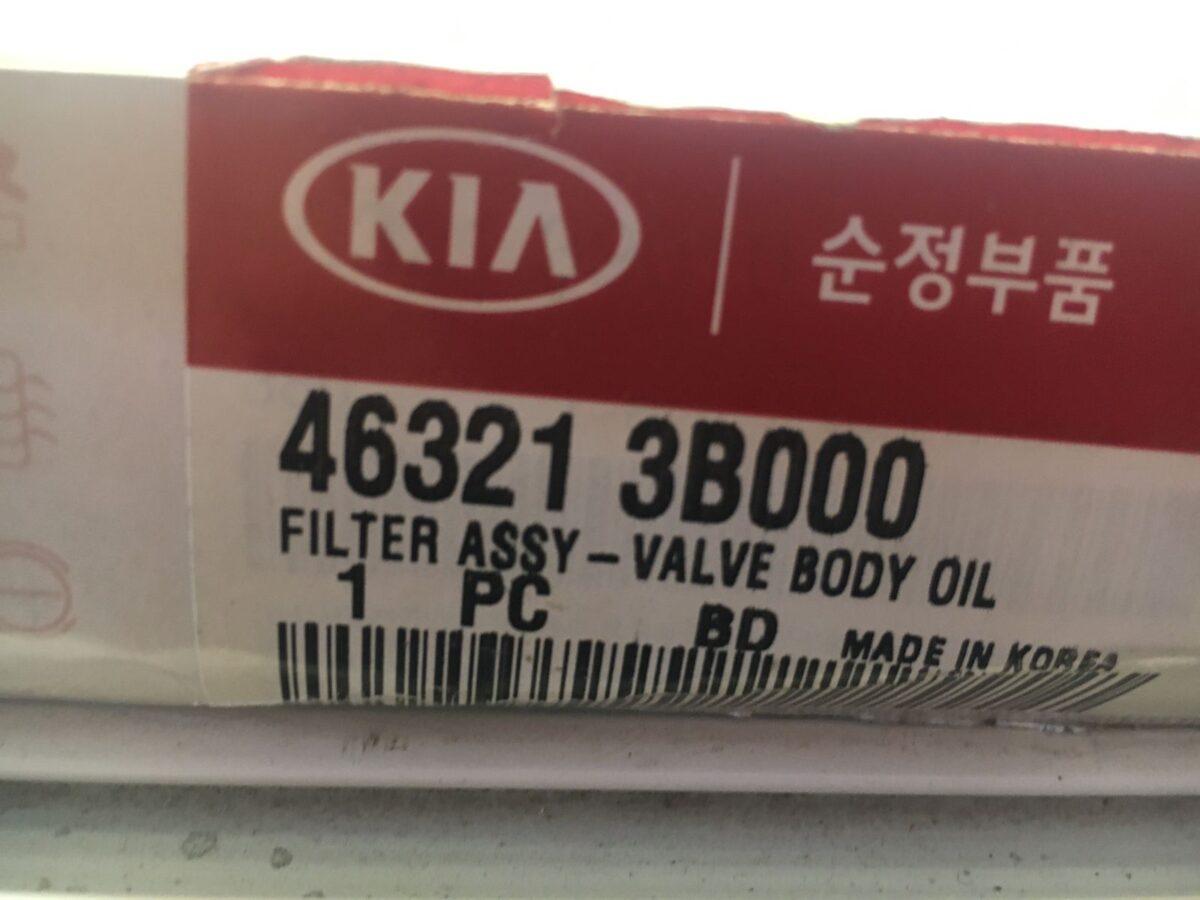 KIA
순정부품
46321 3B000
FILTER ASSY-VALVE BODY OIL
1 PC BD
MADE IN KOREA